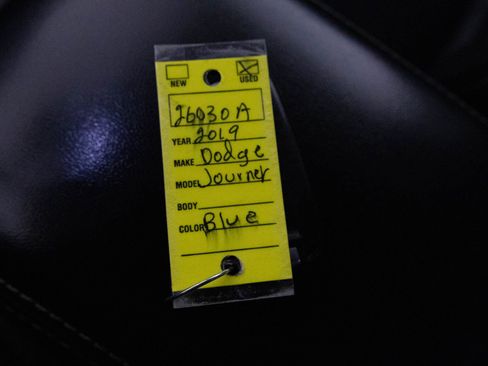 NEW USED
26030A
YEAR 2019
MAKE Dodge
MODEL Journey
BODY
COLOR Blue